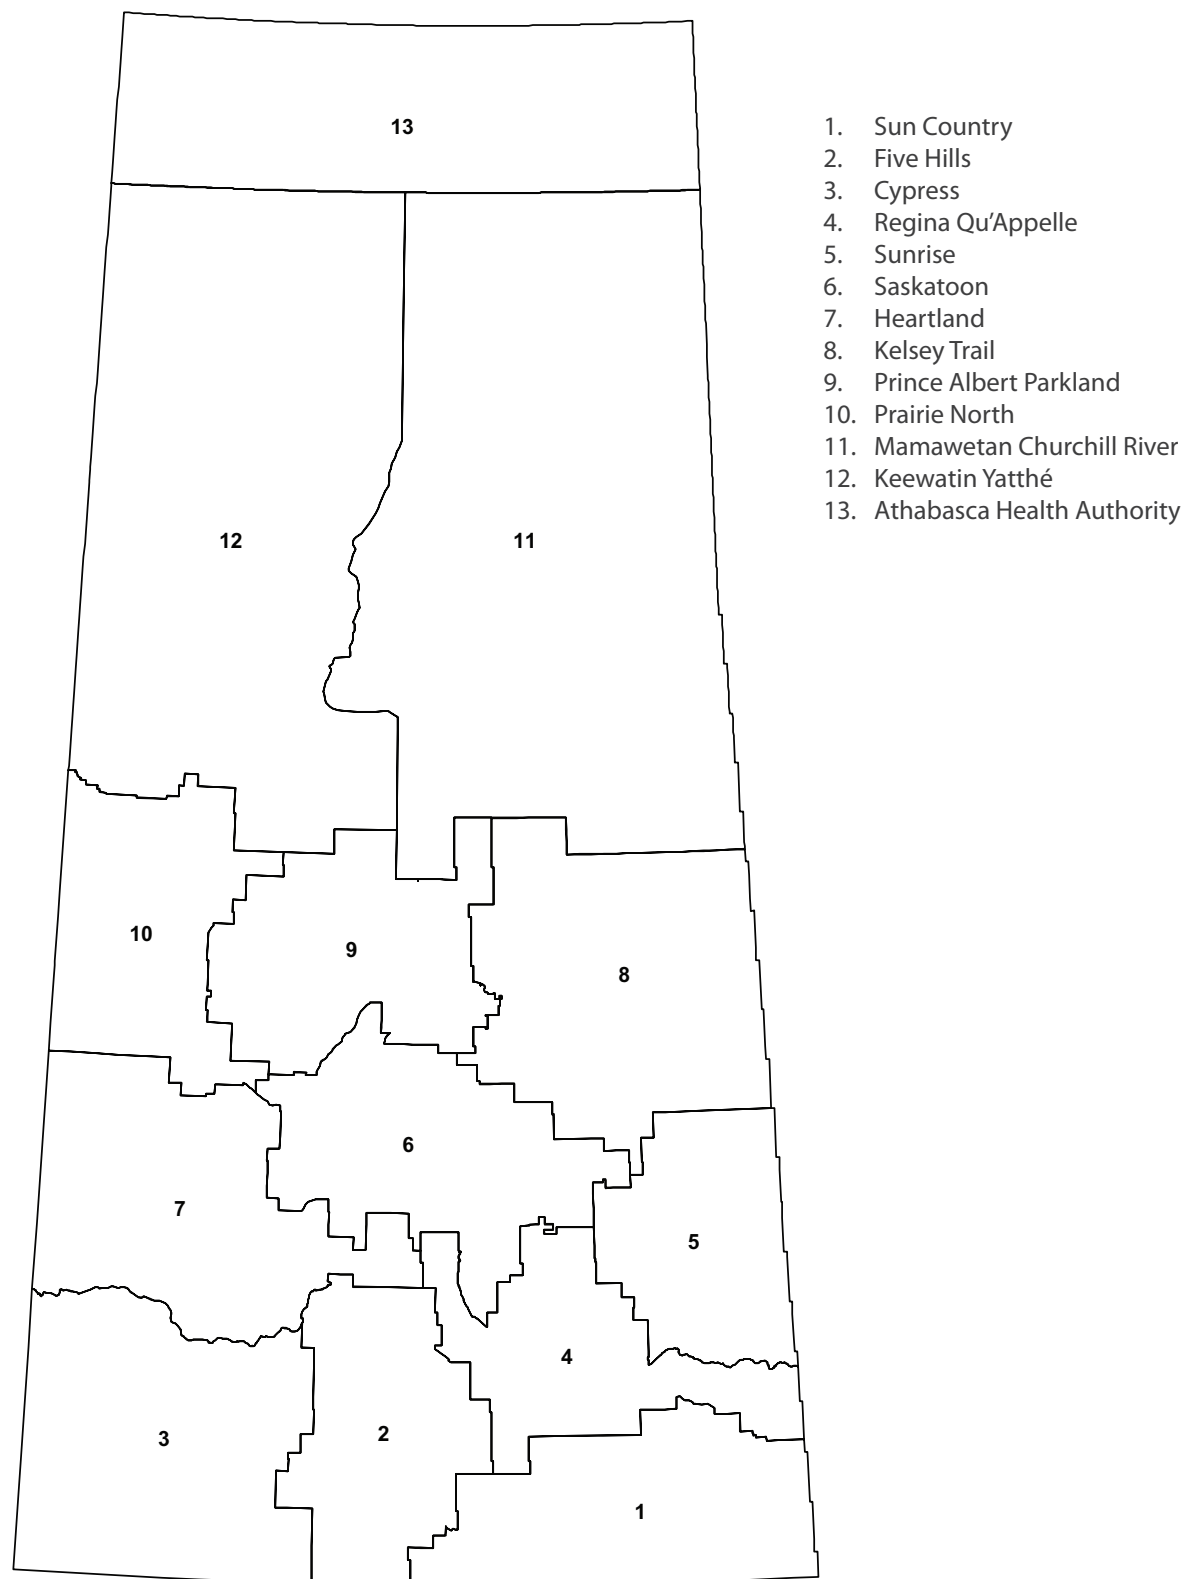 13
1. Sun Country
2. Five Hills
3. Cypress
4. Regina Qu’Appelle
5. Sunrise
6. Saskatoon
7. Heartland
8. Kelsey Trail
9. Prince Albert Parkland
10. Prairie North
11. Mamawetan Churchill River
12. Keewatin Yatthé
13. Athabasca Health Authority
12
11
10
9
8
6
7
5
4
2
3
1